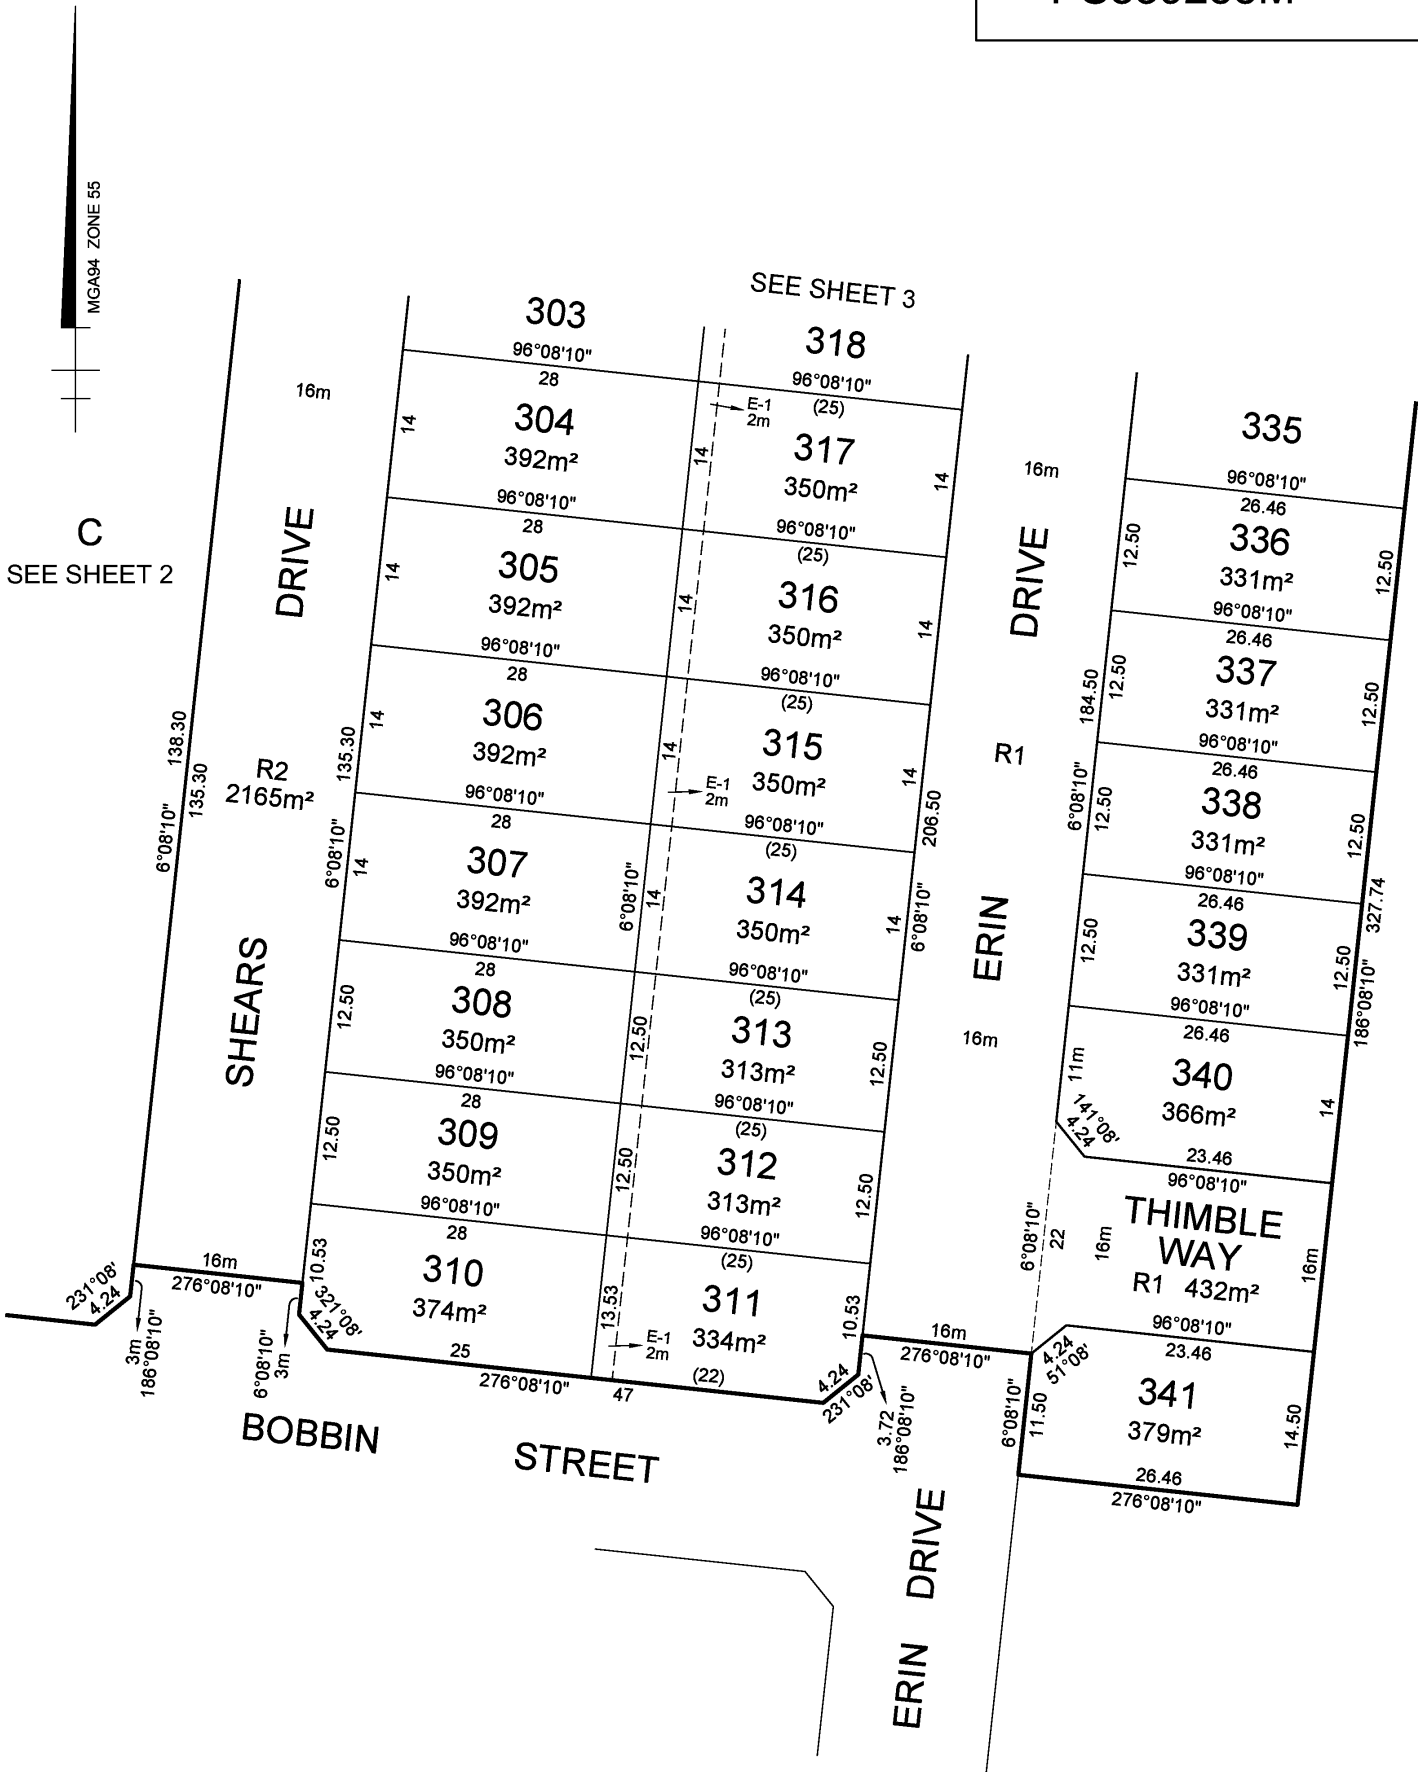 MGA94 ZONE 55
SEE SHEET 3
C
SEE SHEET 2
16m
DRIVE
SHEARS
R2
2165m²
138.30
135.30
6°08'10"
135.30
6°08'10"
303
96°08'10"
28
14
304
392m²
14
96°08'10"
28
14
305
392m²
14
96°08'10"
28
14
306
392m²
14
96°08'10"
28
14
307
392m²
6°08'10"
14
96°08'10"
28
12.50
308
350m²
12.50
96°08'10"
28
12.50
309
350m²
12.50
96°08'10"
28
10.53
310
374m²
13.53
321°08'
4.24
25
276°08'10"
47
318
96°08'10"
(25)
E-1
2m
317
350m²
14
96°08'10"
(25)
316
350m²
14
96°08'10"
(25)
315
350m²
14
E-1
2m
96°08'10"
(25)
314
350m²
14
206.50
6°08'10"
96°08'10"
(25)
313
313m²
12.50
96°08'10"
(25)
312
313m²
12.50
96°08'10"
(25)
311
334m²
10.53
E-1
2m
(22)
4.24
231°08'
3.72
186°08'10"
16m
276°08'10"
231°08'
4.24
3m
186°08'10"
6°08'10"
3m
16m
276°08'10"
16m
DRIVE
R1
ERIN
16m
184.50
6°08'10"
335
96°08'10"
26.46
12.50
336
331m²
12.50
96°08'10"
26.46
12.50
337
331m²
12.50
96°08'10"
26.46
12.50
338
331m²
12.50
96°08'10"
26.46
12.50
339
331m²
12.50
327.74
186°08'10"
96°08'10"
26.46
11m
340
366m²
14
141°08'
4.24
23.46
96°08'10"
6°08'10"
22
16m
THIMBLE
WAY
R1 432m²
16m
96°08'10"
23.46
4.24
51°08'
6°08'10"
11.50
341
379m²
14.50
26.46
276°08'10"
BOBBIN STREET
ERIN DRIVE